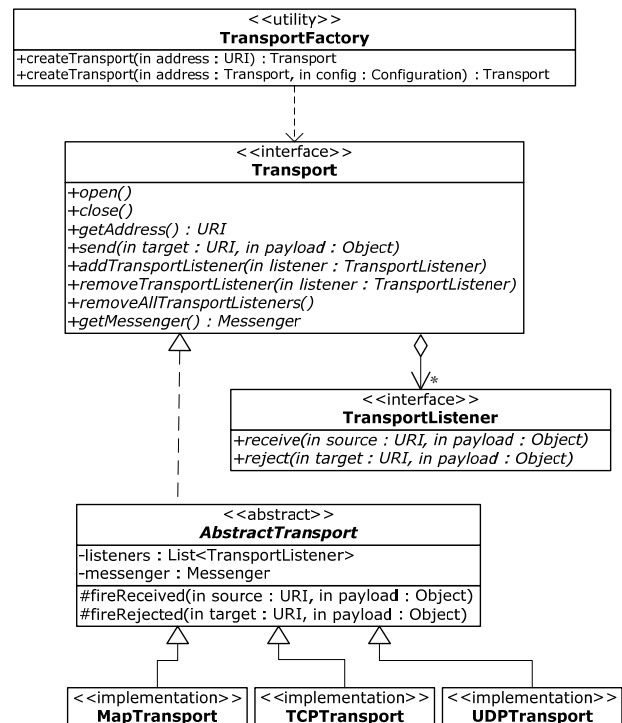 <<utility>>
TransportFactory
+createTransport(in address : URI) : Transport
+createTransport(in address : Transport, in config : Configuration) : Transport
<<interface>>
Transport
+open()
+close()
+getAddress() : URI
+send(in target : URI, in payload : Object)
+addTransportListener(in listener : TransportListener)
+removeTransportListener(in listener : TransportListener)
+removeAllTransportListeners()
+getMessenger() : Messenger
*
<<interface>>
TransportListener
+receive(in source : URI, in payload : Object)
+reject(in target : URI, in payload : Object)
<<abstract>>
AbstractTransport
-listeners : List<TransportListener>
-messenger : Messenger
#fireReceived(in source : URI, in payload : Object)
#fireRejected(in target : URI, in payload : Object)
<<implementation>>
MapTransport
<<implementation>>
TCPTransport
<<implementation>>
UDPTransport